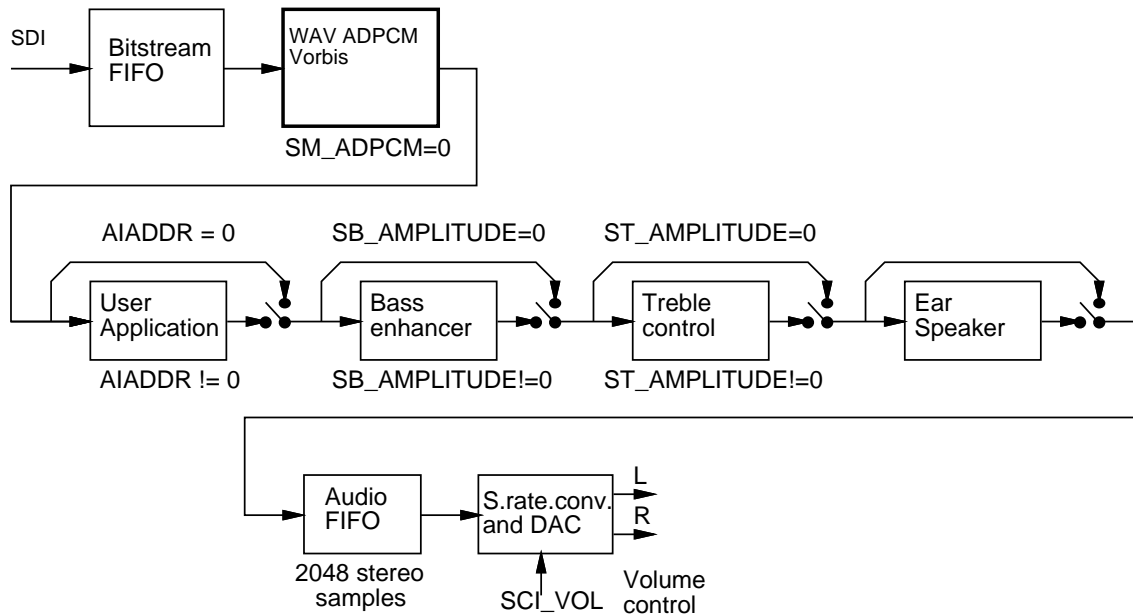 SDI
Bitstream
FIFO
WAV ADPCM
Vorbis
SM_ADPCM=0
AIADDR = 0
SB_AMPLITUDE=0
ST_AMPLITUDE=0
User
Application
Bass
enhancer
Treble
control
Ear
Speaker
AIADDR != 0
SB_AMPLITUDE!=0
ST_AMPLITUDE!=0
Audio
FIFO
S.rate.conv.
and DAC
L
R
2048 stereo
samples
SCI_VOL
Volume
control